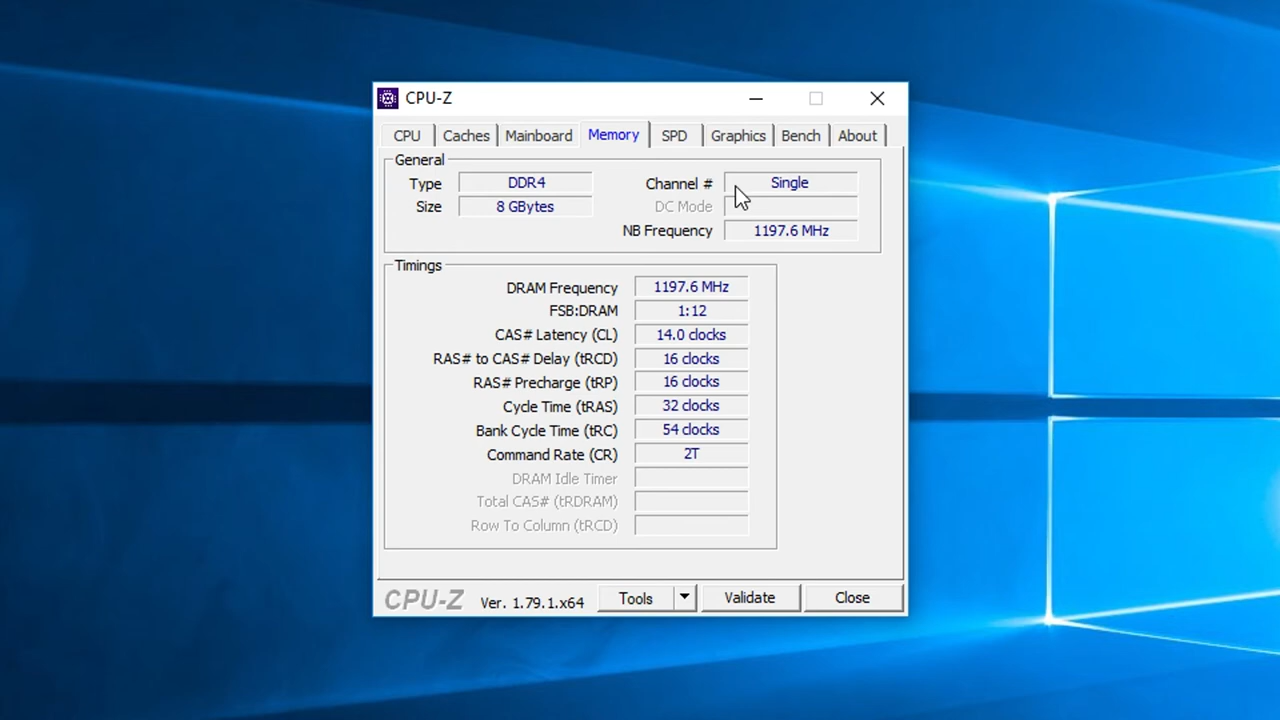 CPU-Z
CPU Caches Mainboard Memory SPD Graphics Bench About
General
Type DDR4 Channel # Single
Size 8 GBytes DC Mode
NB Frequency 1197.6 MHz
Timings
DRAM Frequency 1197.6 MHz
FSB:DRAM 1:12
CAS# Latency (CL) 14.0 clocks
RAS# to CAS# Delay (tRCD) 16 clocks
RAS# Precharge (tRP) 16 clocks
Cycle Time (tRAS) 32 clocks
Bank Cycle Time (tRC) 54 clocks
Command Rate (CR) 2T
DRAM Idle Timer
Total CAS# (tRDRAM)
Row To Column (tRCD)
CPU-Z Ver. 1.79.1.x64 Tools Validate Close